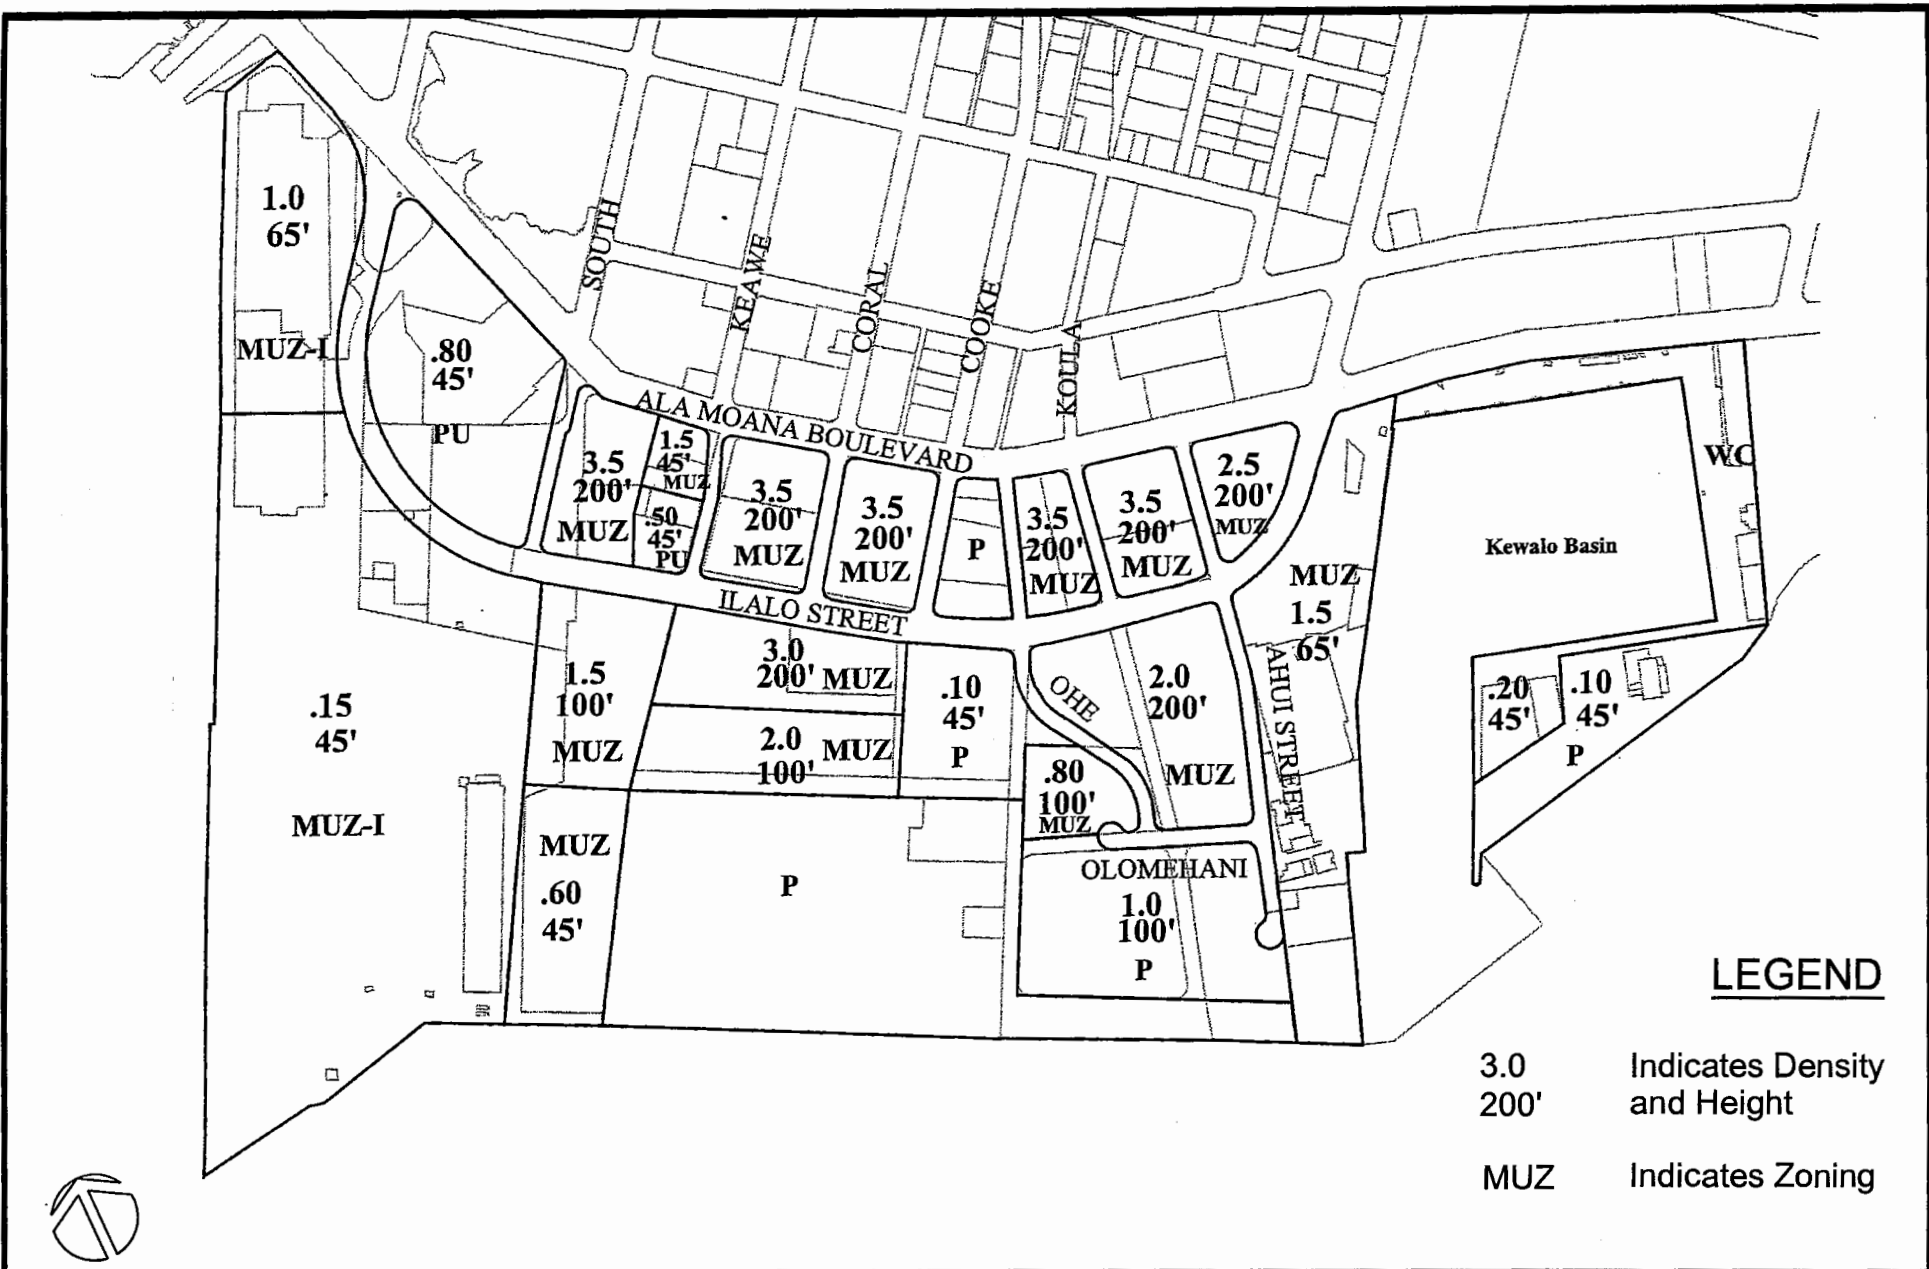 1.0
65'
MUZ-I
.80
45'
PU
SOUTH
KEAWE
CORAL
COOKE
KOULA
ALA MOANA BOULEVARD
3.5
200'
MUZ
1.5
45'
MUZ
.50
45'
PU
3.5
200'
MUZ
3.5
200'
MUZ
P
3.5
200'
MUZ
3.5
200'
MUZ
2.5
200'
MUZ
WC
Kewalo Basin
MUZ
1.5
65'
ILALO STREET
.15
45'
MUZ-I
1.5
100'
MUZ
3.0
200' MUZ
2.0 MUZ
100'
.10
45'
P
OHE
2.0
200'
MUZ
AHUI STREET
.20
45'
.10
45'
P
.80
100'
MUZ
MUZ
.60
45'
P
OLOMEHANI
1.0
100'
P
LEGEND
3.0 Indicates Density
200' and Height
MUZ Indicates Zoning